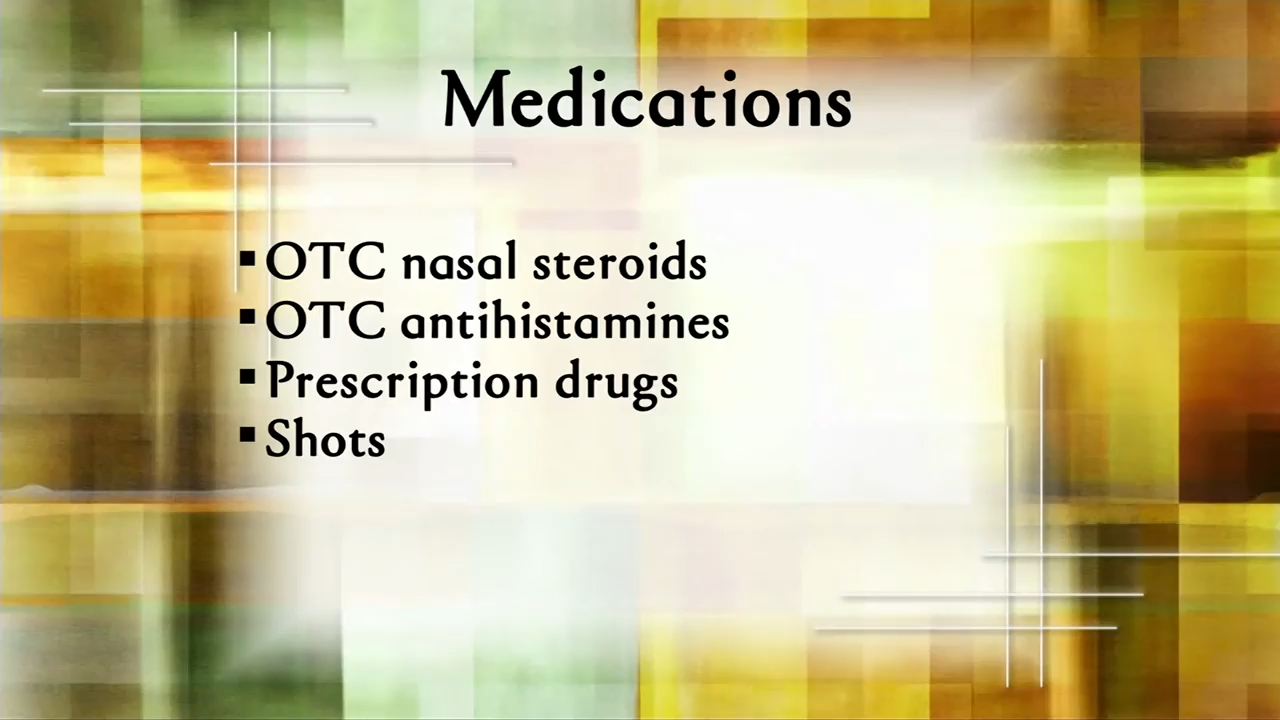 Medications
▪OTC nasal steroids
▪OTC antihistamines
▪Prescription drugs
▪Shots